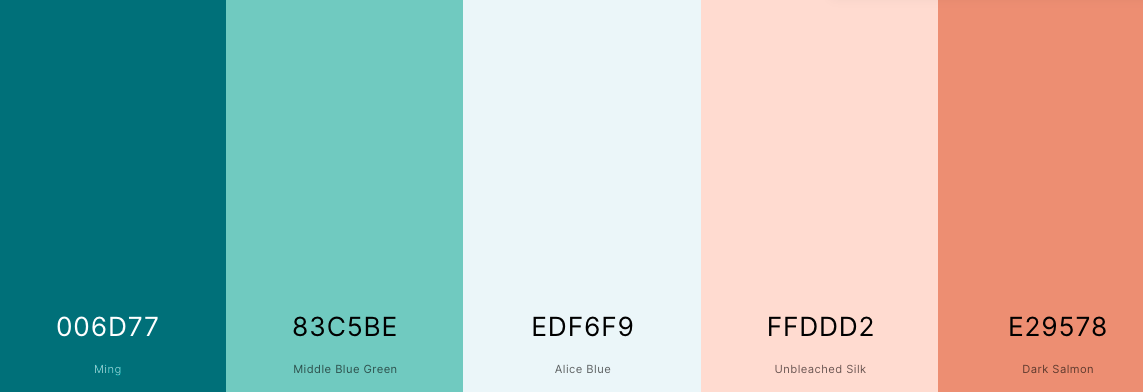 006D77
Ming
83C5BE
Middle Blue Green
EDF6F9
Alice Blue
FFDDD2
Unbleached Silk
E29578
Dark Salmon